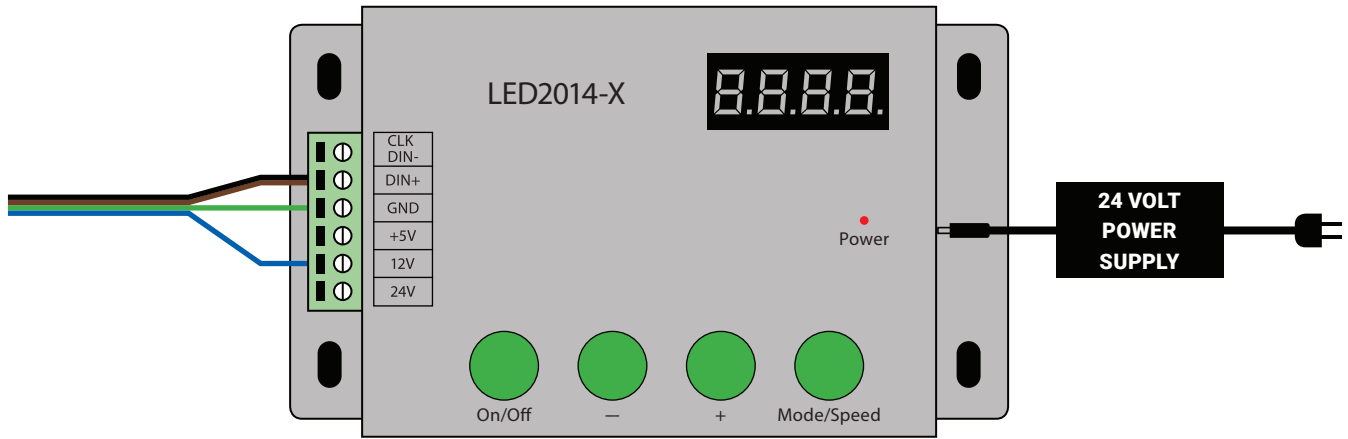 LED2014-X
8.8.8.8.
CLK
DIN-
DIN+
GND
+5V
12V
24V
Power
24 VOLT
POWER
SUPPLY
On/Off
—
+
Mode/Speed